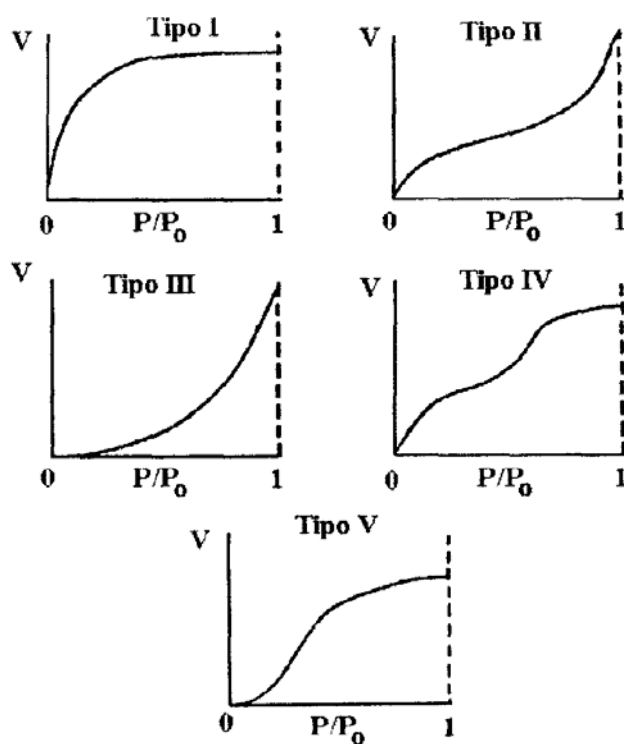 Tipo I
V
0 P/P₀ 1
Tipo II
V
0 P/P₀ 1
Tipo III
V
0 P/P₀ 1
Tipo IV
V
0 P/P₀ 1
Tipo V
V
0 P/P₀ 1